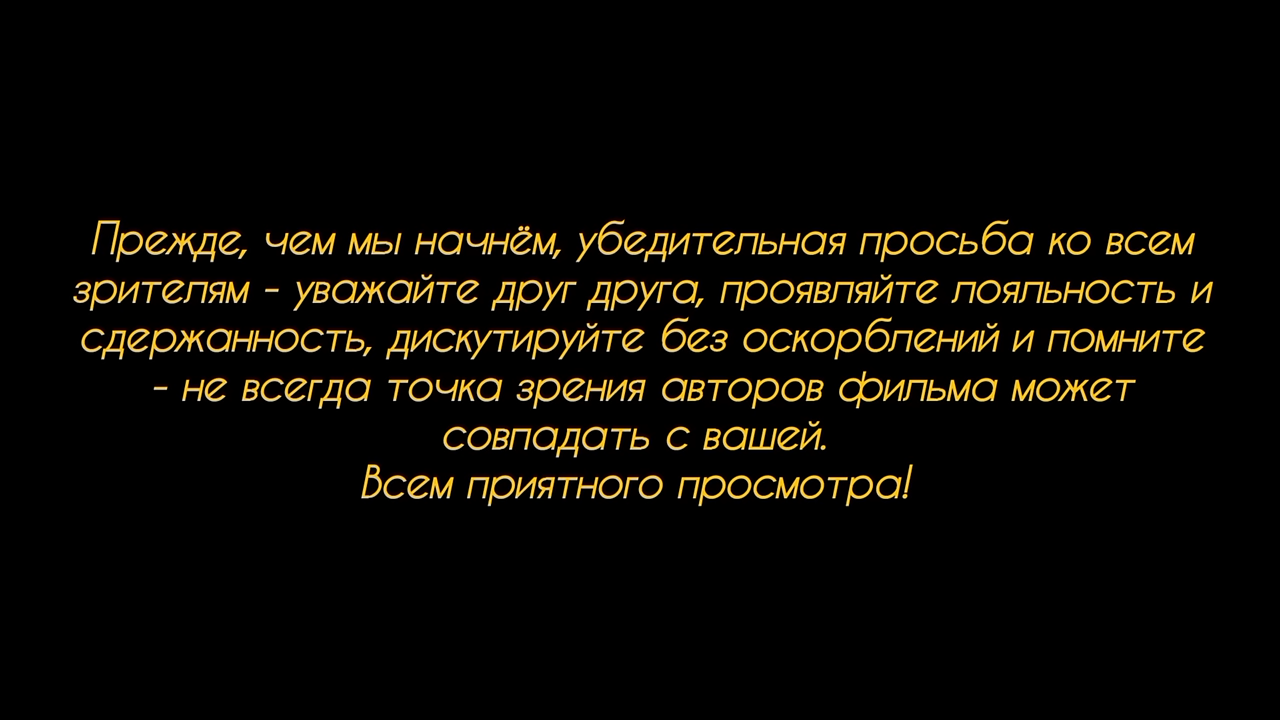 Прежде, чем мы начнём, убедительная просьба ко всем
зрителям - уважайте друг друга, проявляйте лояльность и
сдержанность, дискутируйте без оскорблений и помните
- не всегда точка зрения авторов фильма может
совпадать с вашей.
Всем приятного просмотра!